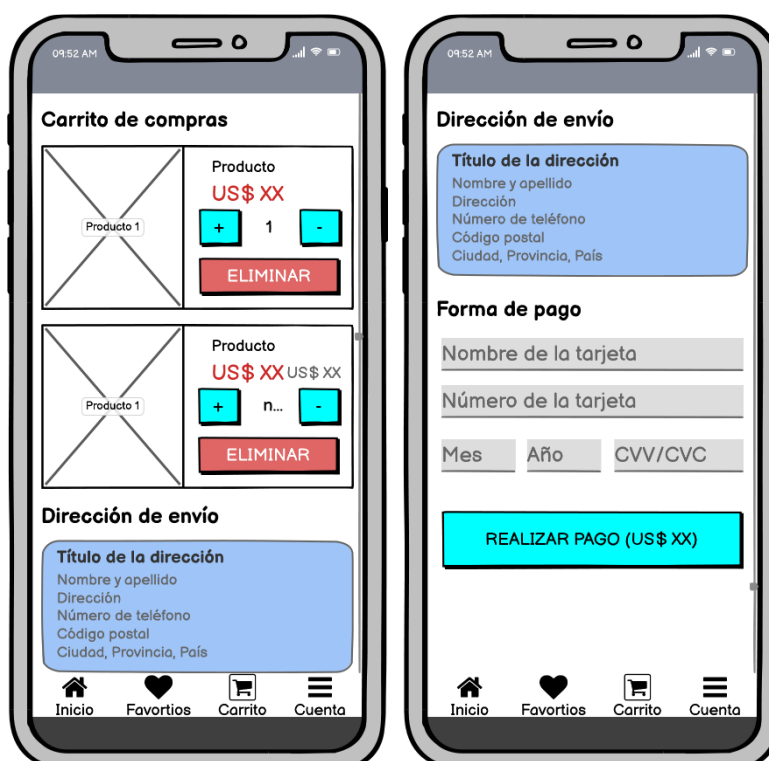 09:52 AM
Carrito de compras
Producto 1
Producto
US$ XX
+ 1 -
ELIMINAR
Producto 1
Producto
US$ XX US$ XX
+ n... -
ELIMINAR
Dirección de envío
Título de la dirección
Nombre y apellido
Dirección
Número de teléfono
Código postal
Ciudad, Provincia, País
Inicio Favortios Carrito Cuenta
09:52 AM
Dirección de envío
Título de la dirección
Nombre y apellido
Dirección
Número de teléfono
Código postal
Ciudad, Provincia, País
Forma de pago
Nombre de la tarjeta
Número de la tarjeta
Mes Año CVV/CVC
REALIZAR PAGO (US$ XX)
Inicio Favortios Carrito Cuenta